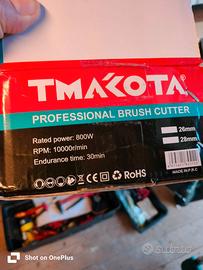 TMAKOTA
PROFESSIONAL BRUSH CUTTER
Rated power: 800W
RPM: 10000r/min
Endurance time: 30min
26mm
28mm
CE RoHS
MADE IN P.R.C
Shot on OnePlus